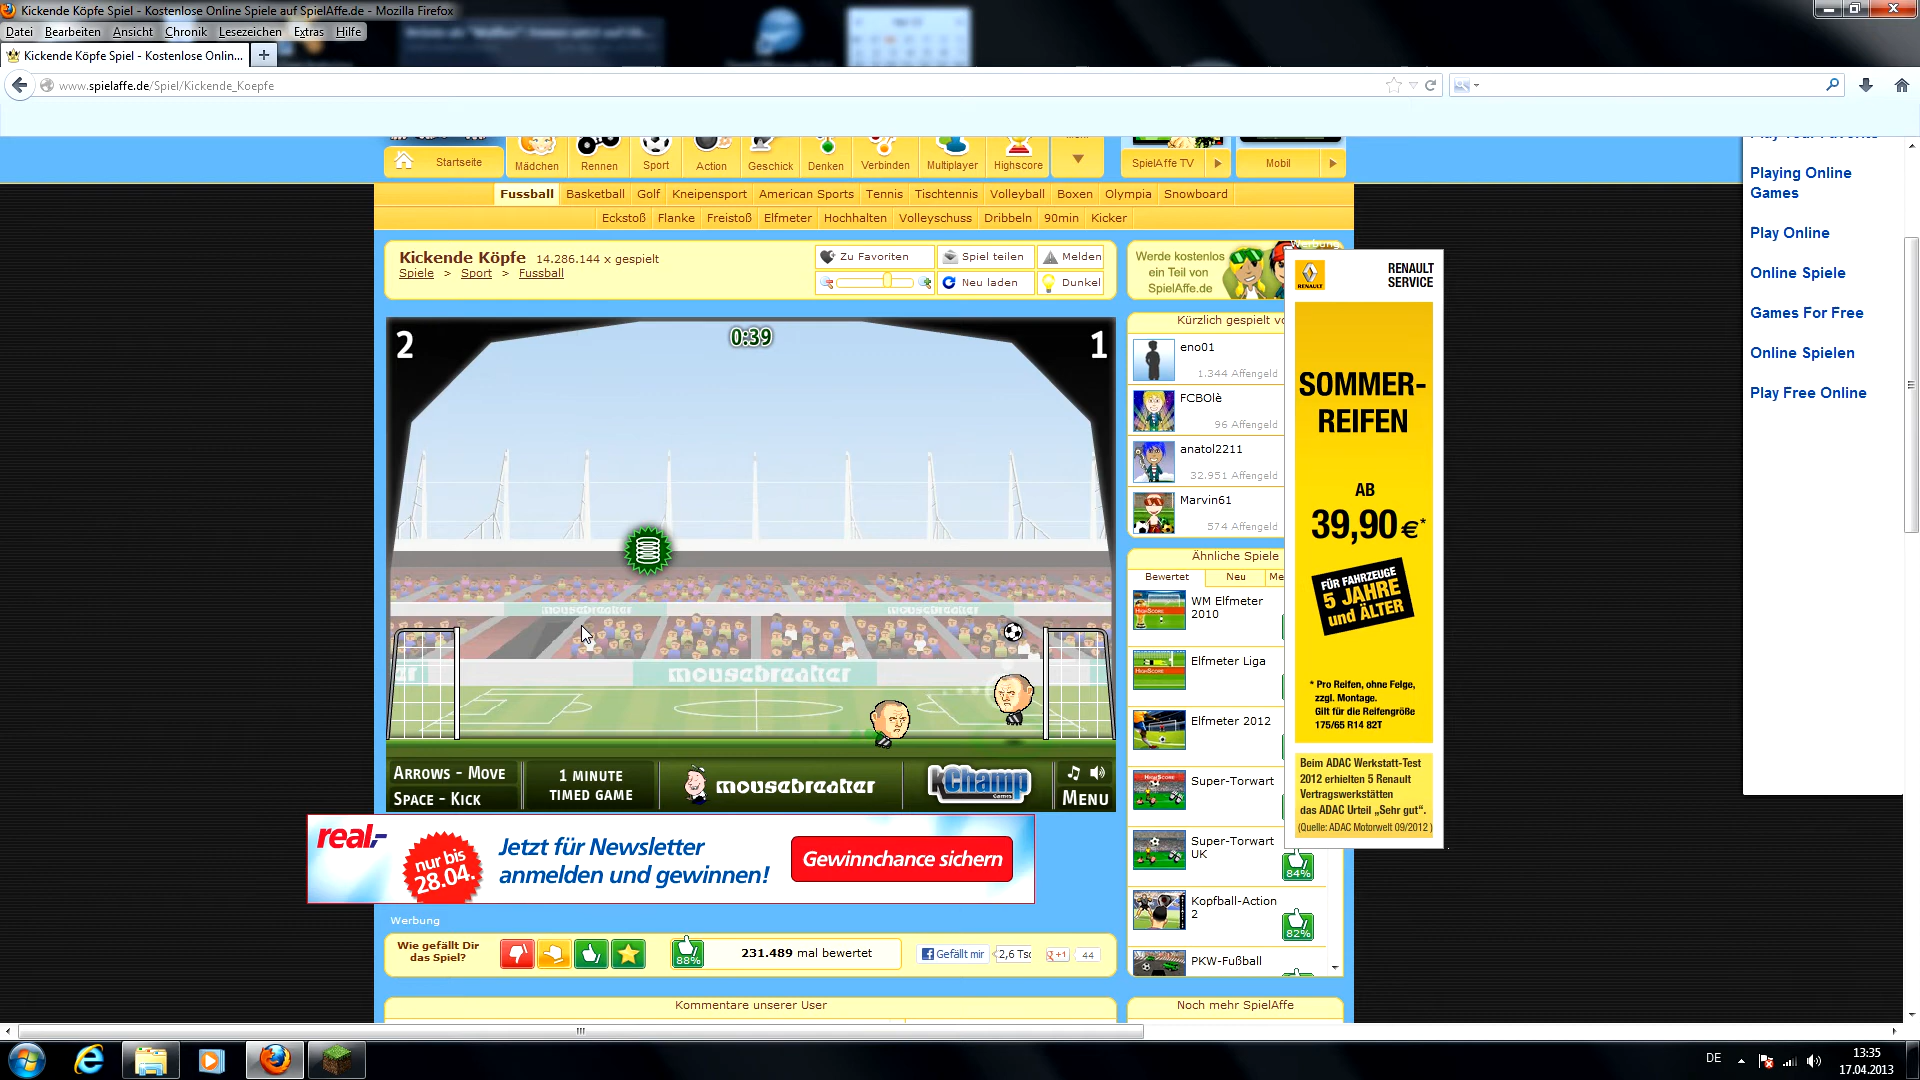 Kickende Köpfe Spiel - Kostenlose Online Spiele auf SpielAffe.de - Mozilla Firefox
Datei Bearbeiten Ansicht Chronik Lesezeichen Extras Hilfe
Kickende Köpfe Spiel - Kostenlose Onlin... +
www.spielaffe.de/Spiel/Kickende_Koepfe
Startseite Mädchen Rennen Sport Action Geschick Denken Verbinden Multiplayer Highscore SpielAffe TV Mobil
Fussball Basketball Golf Kneipensport American Sports Tennis Tischtennis Volleyball Boxen Olympia Snowboard
Eckstoß Flanke Freistoß Elfmeter Hochhalten Volleyschuss Dribbeln 90min Kicker
Kickende Köpfe 14.286.144 x gespielt
Spiele > Sport > Fussball
Zu Favoriten Spiel teilen Melden
Neu laden Dunkel
2 0:39 1
mousebreaker mousebreaker
mousebreaker
Arrows - Move
Space - Kick
1 MINUTE
TIMED GAME
mousebreaker
kChamp
Games
Menu
real,-
nur bis
28.04.
Jetzt für Newsletter
anmelden und gewinnen!
Gewinnchance sichern
Werbung
Wie gefällt Dir
das Spiel?
88%
231.489 mal bewertet
Gefällt mir 2,6 Tsd +1 44
Kommentare unserer User
Werde kostenlos
ein Teil von
SpielAffe.de
Werbung
Kürzlich gespielt vo
eno01
1.344 Affengeld
FCBOlè
96 Affengeld
anatol2211
32.951 Affengeld
Marvin61
574 Affengeld
Ähnliche Spiele
Bewertet Neu Me
WM Elfmeter
2010
Elfmeter Liga
Elfmeter 2012
Super-Torwart
Super-Torwart
UK
84%
Kopfball-Action
2
82%
PKW-Fußball
Noch mehr SpielAffe
RENAULT
RENAULT
SERVICE
SOMMER-
REIFEN
AB
39,90 €*
FÜR FAHRZEUGE
5 JAHRE
und ÄLTER
* Pro Reifen, ohne Felge,
zzgl. Montage.
Gilt für die Reifengröße
175/65 R14 82T
Beim ADAC Werkstatt-Test
2012 erhielten 5 Renault
Vertragswerkstätten
das ADAC Urteil „Sehr gut“.
(Quelle: ADAC Motorwelt 09/2012 )
Playing Online
Games
Play Online
Online Spiele
Games For Free
Online Spielen
Play Free Online
DE
13:35
17.04.2013